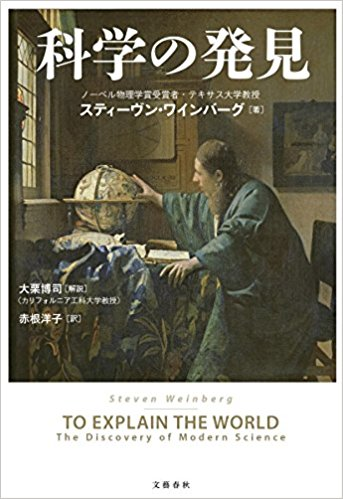 科学の発見
ノーベル物理学賞受賞者・テキサス大学教授
スティーヴン・ワインバーグ［著］
大栗博司［解説］
（カリフォルニア工科大学教授）
赤根洋子［訳］
Steven Weinberg
TO EXPLAIN THE WORLD
The Discovery of Modern Science
文藝春秋